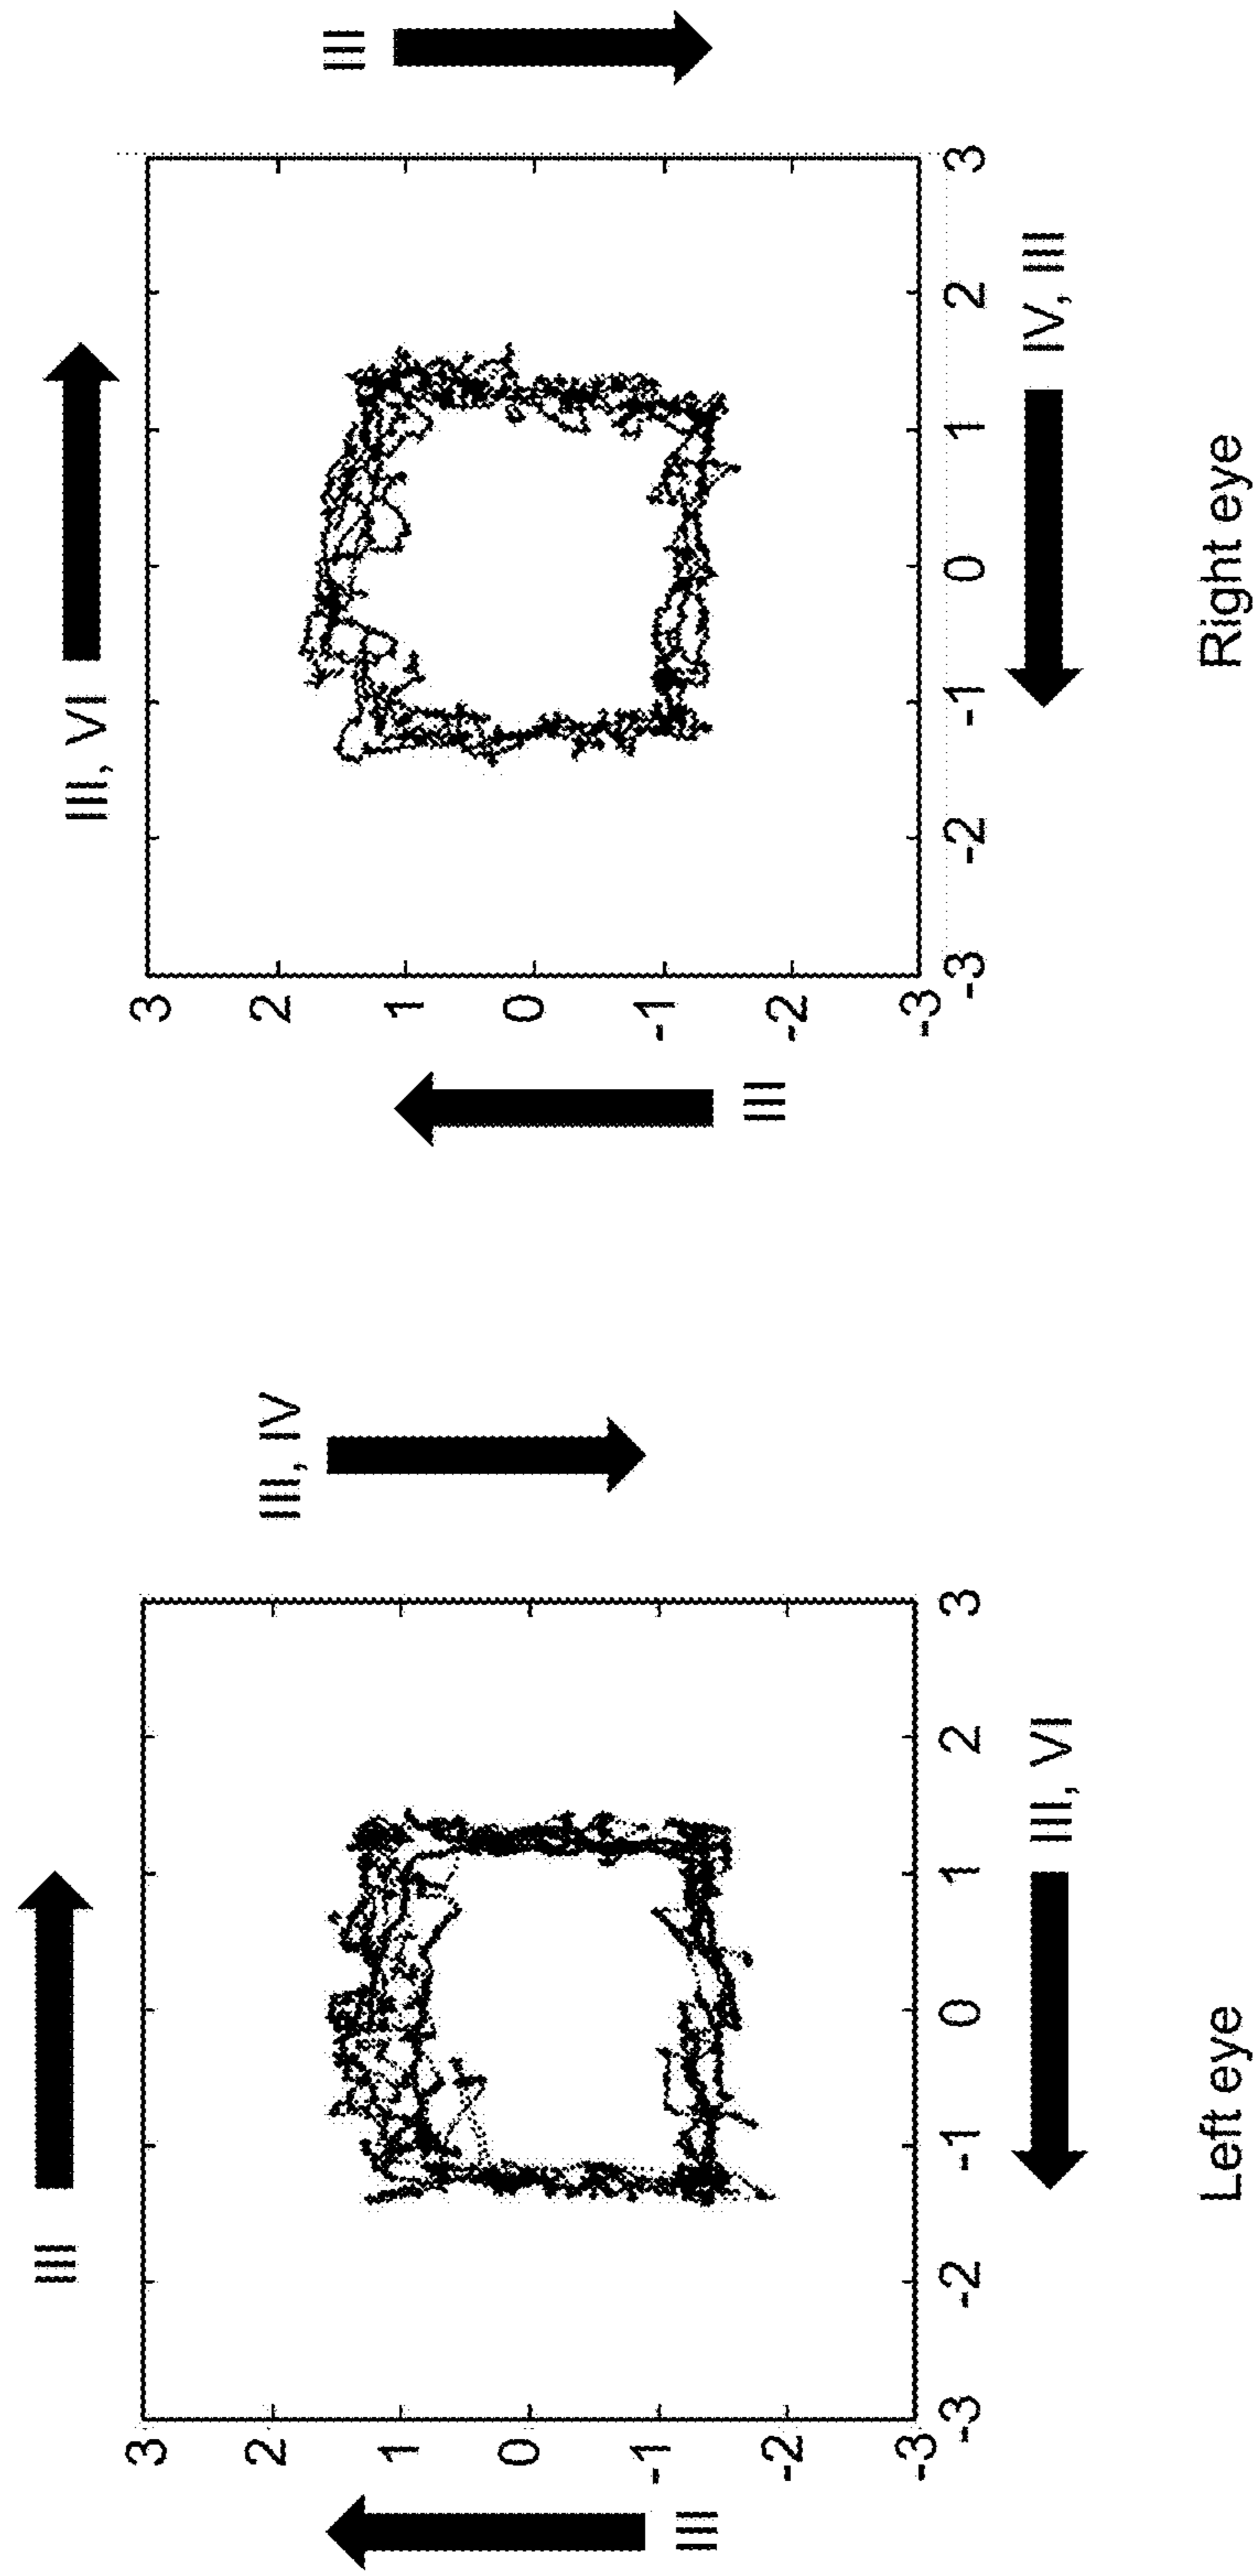 III
III, IV
3
2
1
0
-1
-2
-3
III
-3 -2 -1 0 1 2 3
III, VI
Left eye
III, VI
III
3
2
1
0
-1
-2
-3
III
-3 -2 -1 0 1 2 3
IV, III
Right eye